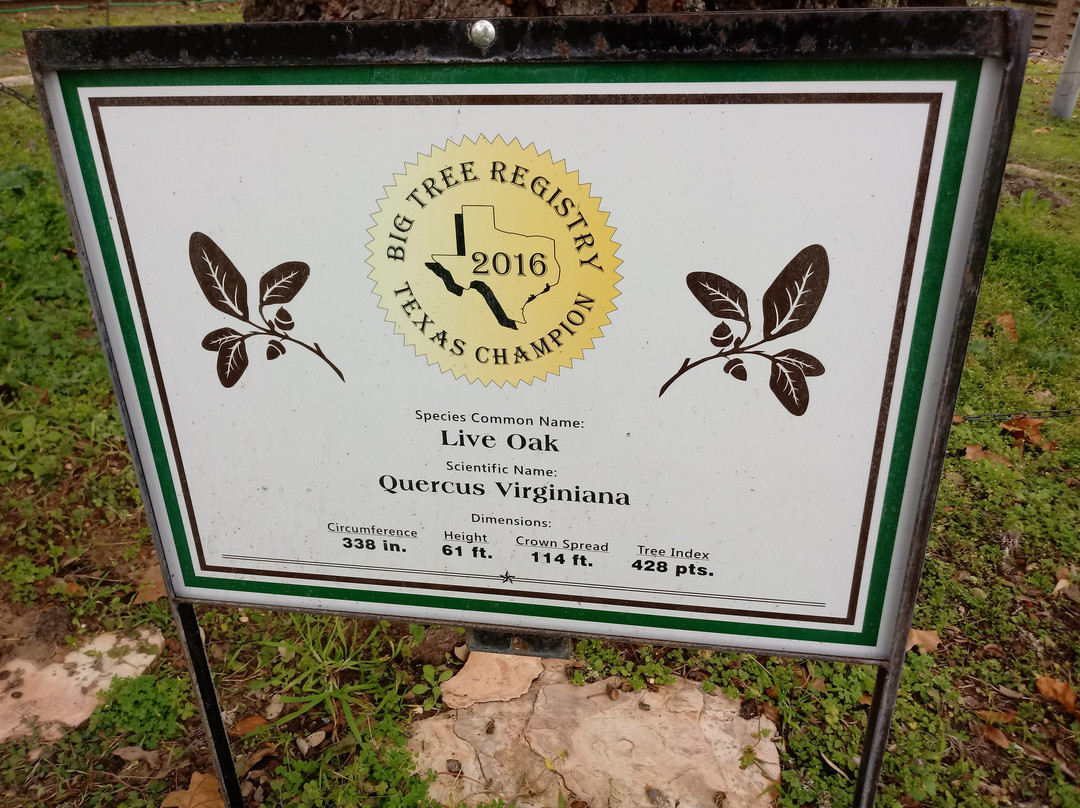 BIG TREE REGISTRY
2016
TEXAS CHAMPION
Species Common Name:
Live Oak
Scientific Name:
Quercus Virginiana
Dimensions:
Circumference Height Crown Spread Tree Index
338 in. 61 ft. 114 ft. 428 pts.